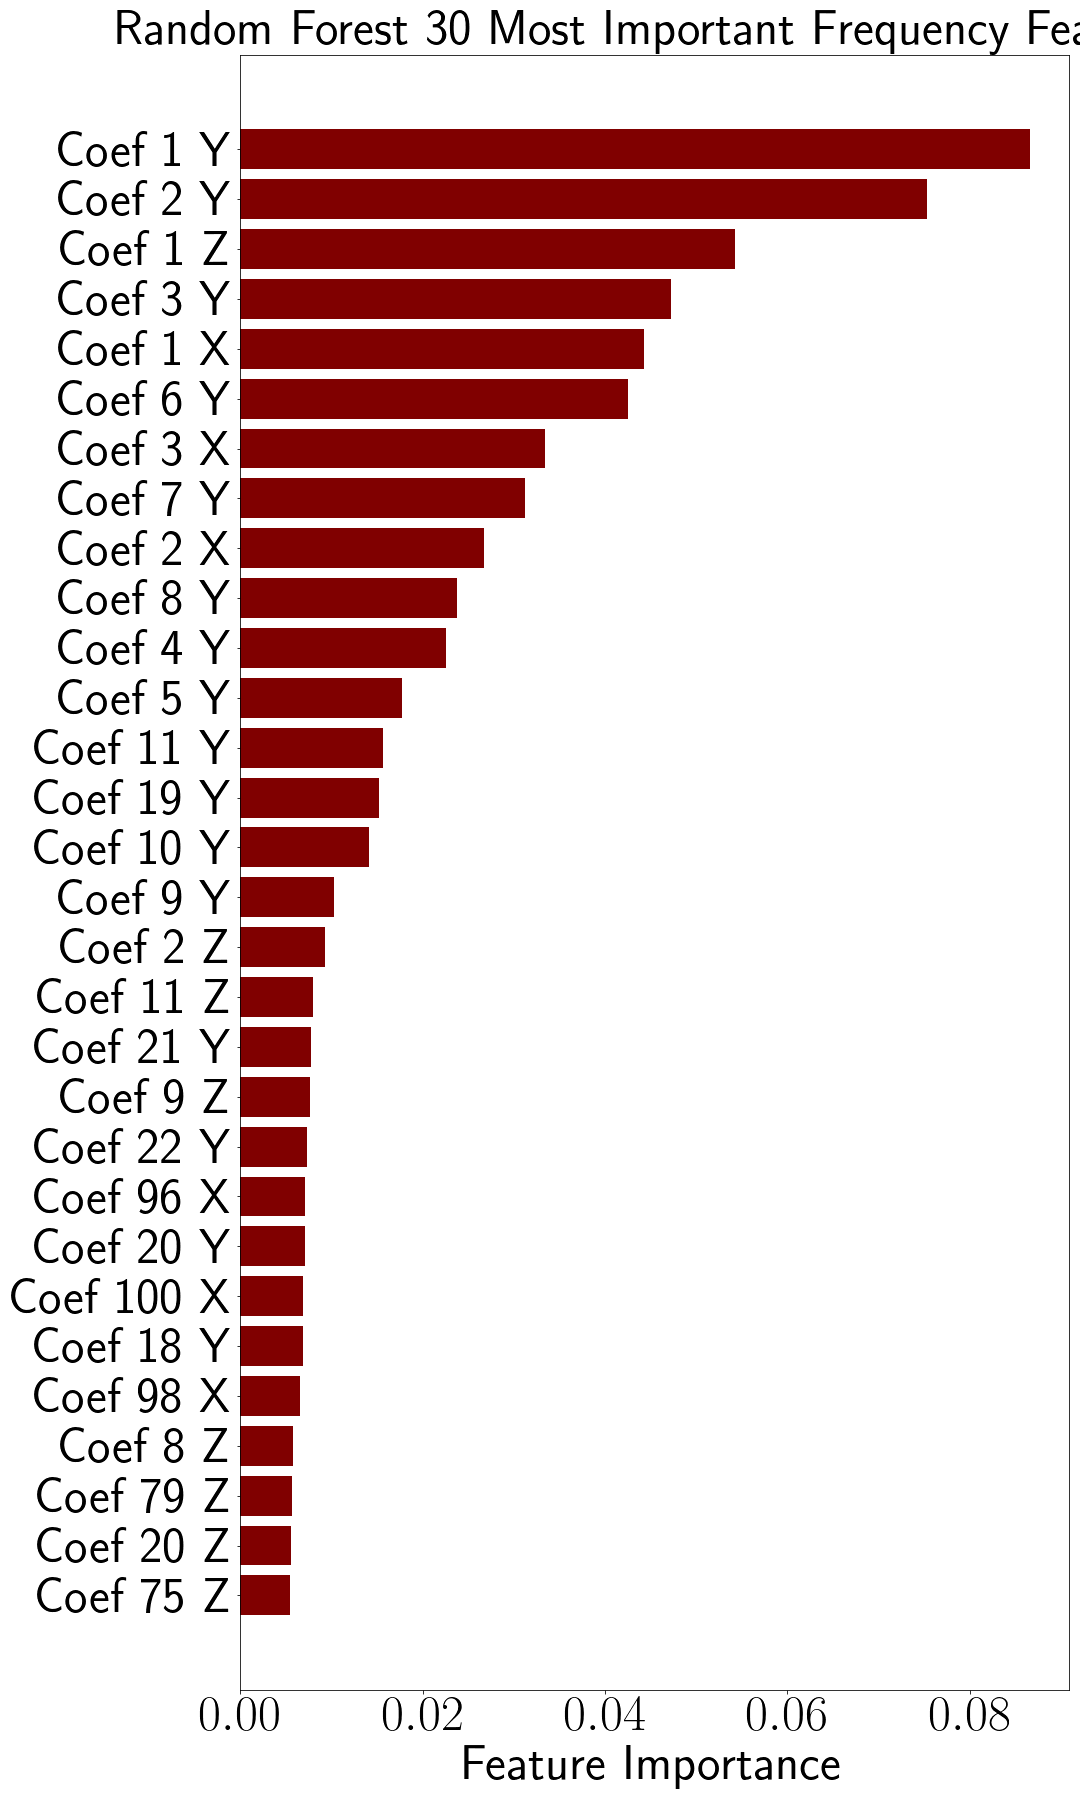 Random Forest 30 Most Important Frequency Fea
Coef 1 Y
Coef 2 Y
Coef 1 Z
Coef 3 Y
Coef 1 X
Coef 6 Y
Coef 3 X
Coef 7 Y
Coef 2 X
Coef 8 Y
Coef 4 Y
Coef 5 Y
Coef 11 Y
Coef 19 Y
Coef 10 Y
Coef 9 Y
Coef 2 Z
Coef 11 Z
Coef 21 Y
Coef 9 Z
Coef 22 Y
Coef 96 X
Coef 20 Y
Coef 100 X
Coef 18 Y
Coef 98 X
Coef 8 Z
Coef 79 Z
Coef 20 Z
Coef 75 Z
0.00 0.02 0.04 0.06 0.08
Feature Importance